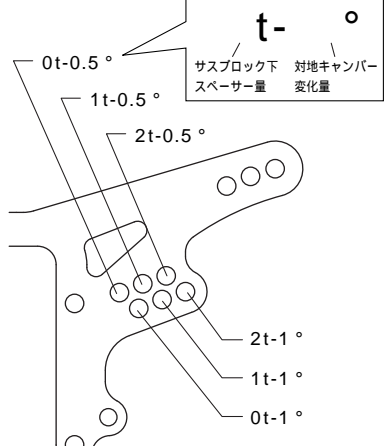 t- °
サスブロック下 対地キャンバー
スペーサー量 変化量
0t-0.5 °
1t-0.5 °
2t-0.5 °
2t-1 °
1t-1 °
0t-1 °